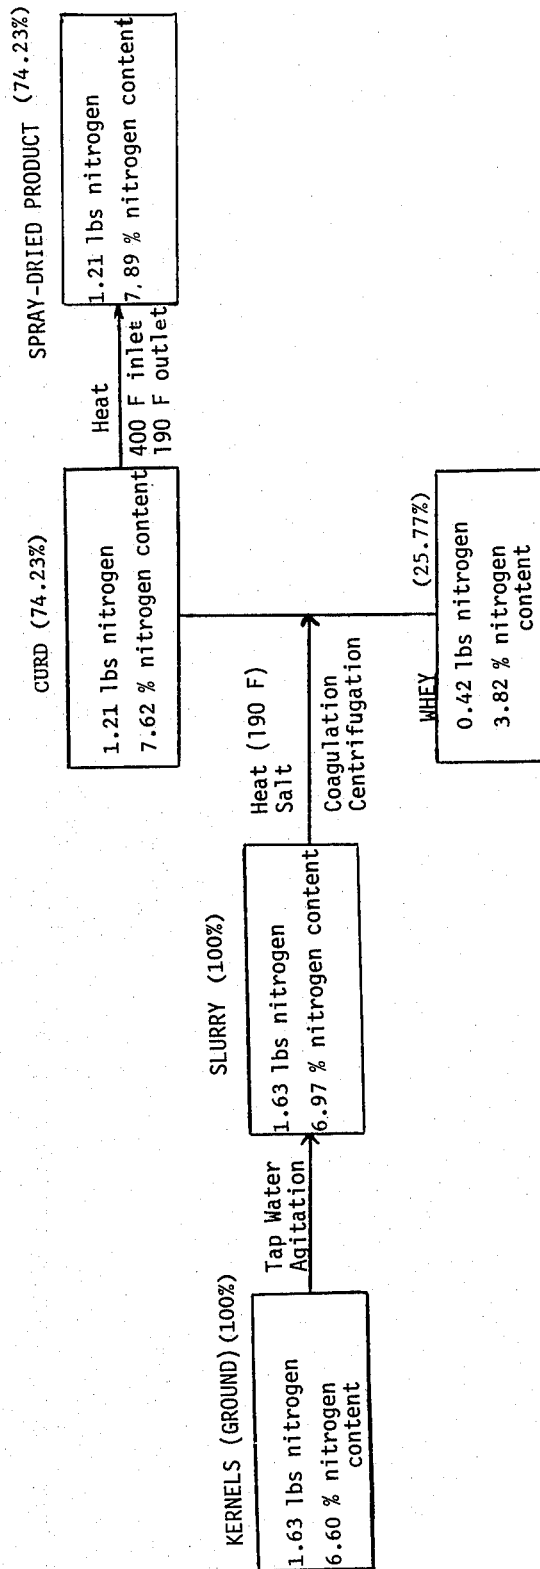 KERNELS (GROUND)(100%)
1.63 lbs nitrogen
6.60 % nitrogen
content
Tap Water
Agitation
SLURRY (100%)
1.63 lbs nitrogen
6.97 % nitrogen content
Heat (190 F)
Salt
Coagulation
Centrifugation
CURD (74.23%)
1.21 lbs nitrogen
7.62 % nitrogen content
WHEY (25.77%)
0.42 lbs nitrogen
3.82 % nitrogen
content
Heat
400 F inlet
190 F outlet
SPRAY-DRIED PRODUCT (74.23%)
1.21 lbs nitrogen
7.89 % nitrogen content